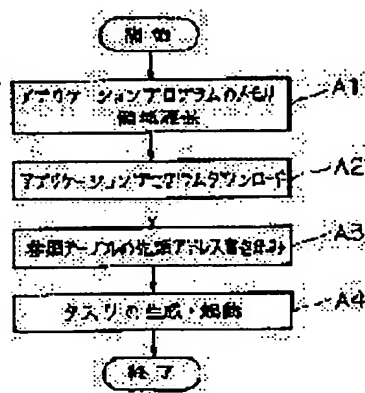 開始
アプリケーションプログラムのメモリ
領域確保
A1
アプリケーションプログラムダウンロード
A2
参照テーブルの先頭アドレス書き込み
A3
タスクの生成・起動
A4
終了